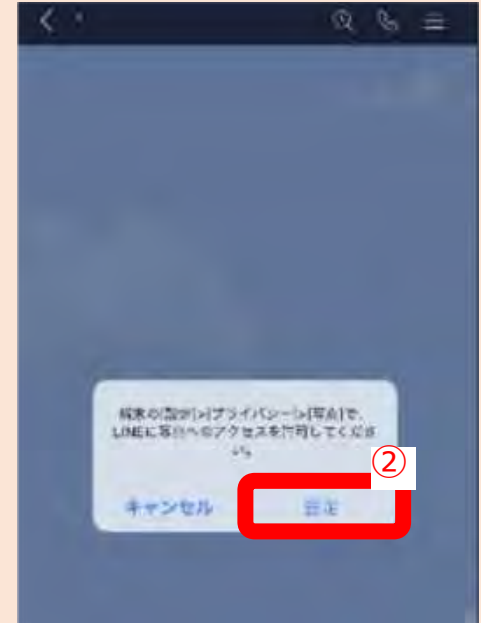 端末の[設定]>[プライバシー]>[写真]で、
LINEに写真へのアクセスを許可してくださ
い。
②
キャンセル
設定